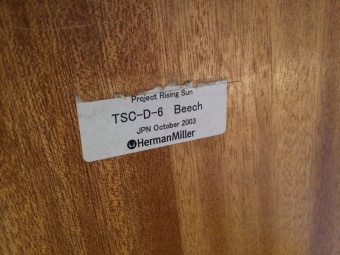 Project Rising Sun
TSC-D-6 Beech
JPN October 2003
HermanMiller